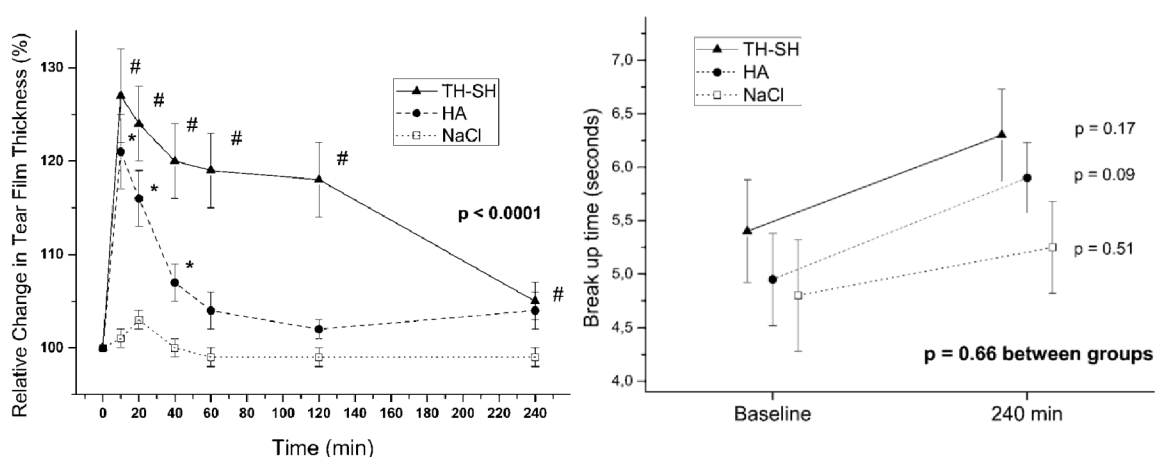 Relative Change in Tear Film Thickness (%)
130
120
110
100
#
#
#
#
#
#
*
*
*
TH-SH
HA
NaCl
p < 0.0001
0 20 40 60 80 100 120 140 160 180 200 220 240
Time (min)
Break up time (seconds)
7,0
6,5
6,0
5,5
5,0
4,5
4,0
TH-SH
HA
NaCl
p = 0.17
p = 0.09
p = 0.51
p = 0.66 between groups
Baseline 240 min